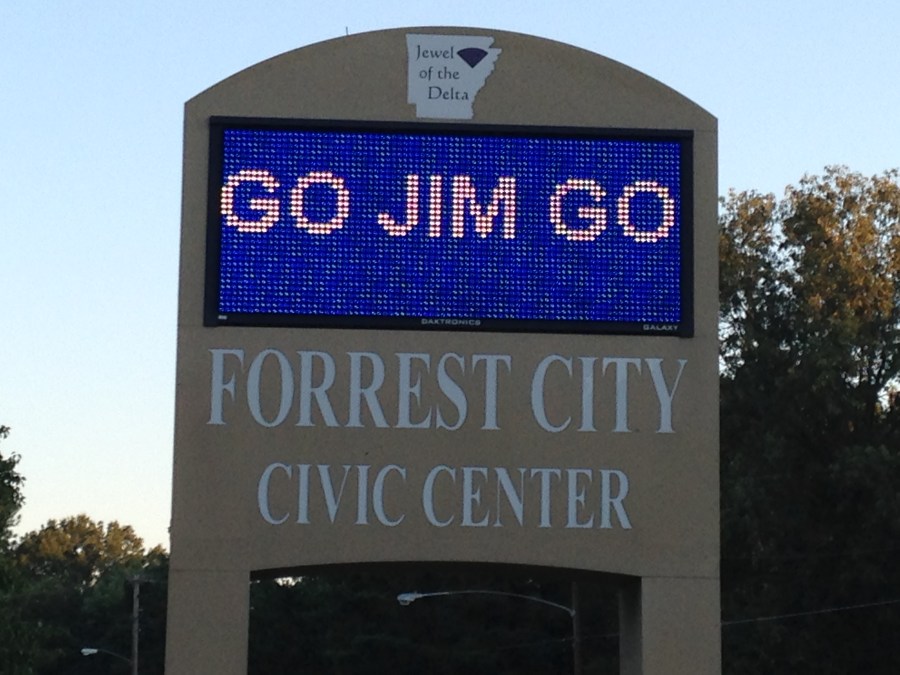 Jewel
of the
Delta
GO JIM GO
DAKTRONICS
GALAXY
FORREST CITY
CIVIC CENTER